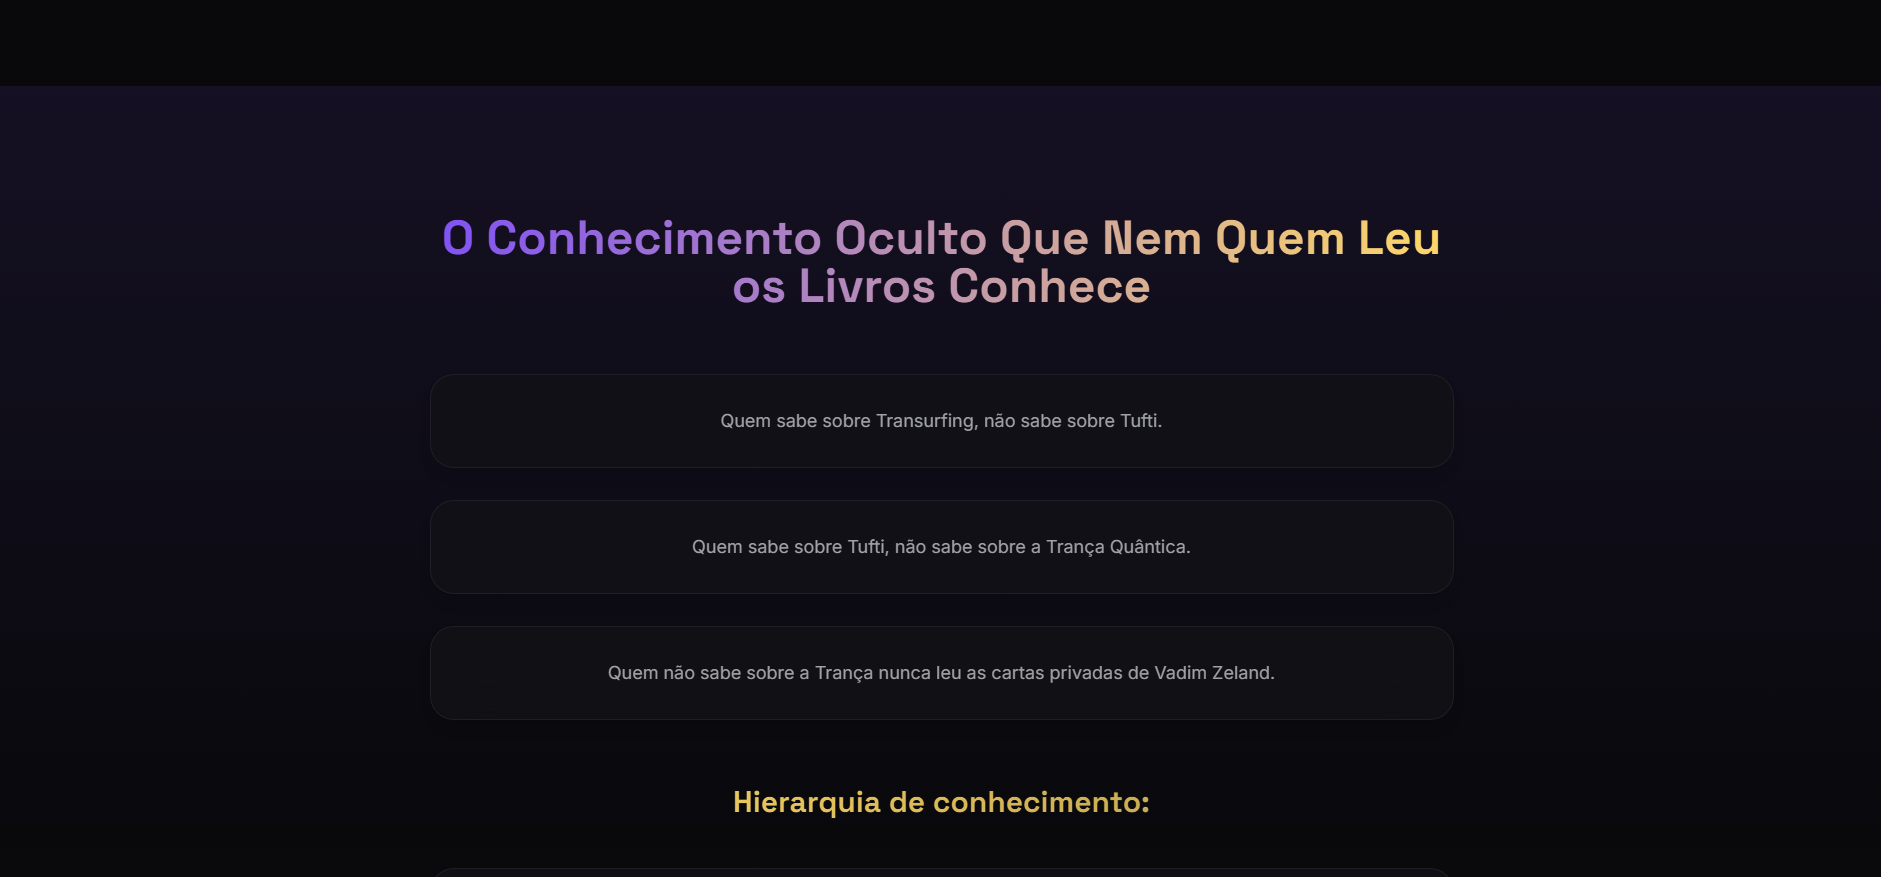 O Conhecimento Oculto Que Nem Quem Leu
os Livros Conhece
Quem sabe sobre Transurfing, não sabe sobre Tufti.
Quem sabe sobre Tufti, não sabe sobre a Trança Quântica.
Quem não sabe sobre a Trança nunca leu as cartas privadas de Vadim Zeland.
Hierarquia de conhecimento: